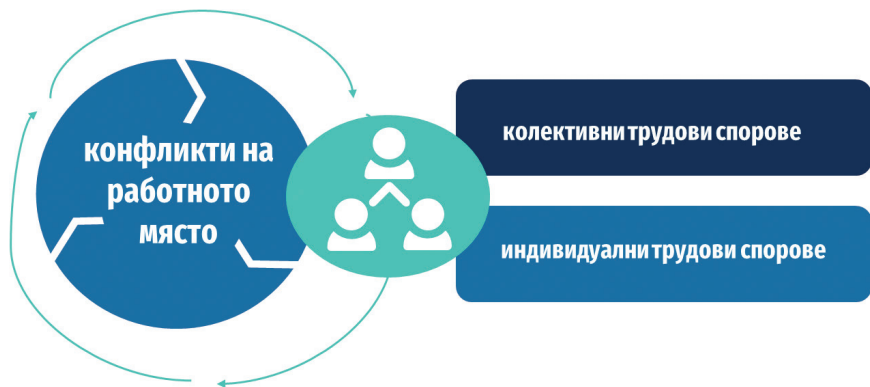 конфликти на
работното
място
колективни трудови спорове
индивидуални трудови спорове